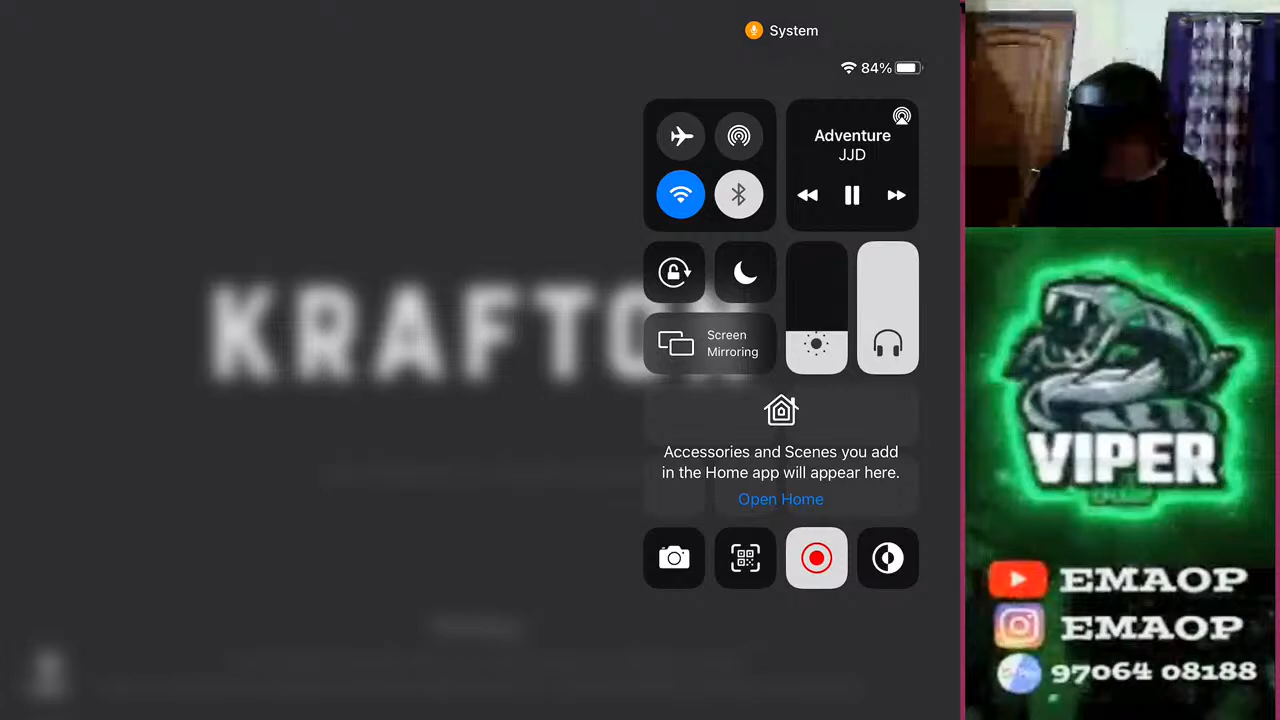 System
84%
Adventure
JJD
KRAFTON
Screen
Mirroring
Accessories and Scenes you add
in the Home app will appear here.
Open Home
VIPER
EMAOP
EMAOP
97064 08188